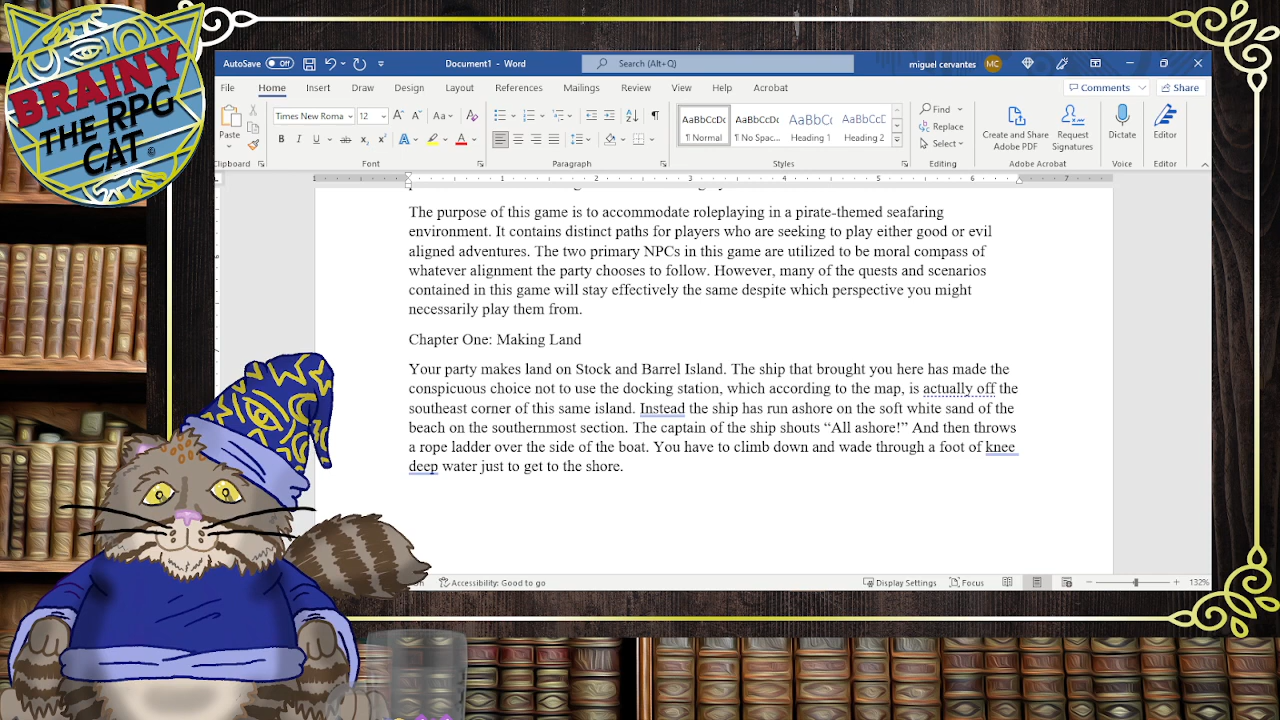 BRAINY
THE RPG
CAT©
AutoSave Off
Document1 - Word
Search (Alt+Q)
miguel cervantes MC
File Home Insert Draw Design Layout References Mailings Review View Help Acrobat
Comments Share
Paste
Times New Roma 12
Aa
B I U ab x₂ x² A A
AaBbCcDc AaBbCcDc AaBbCc AaBbCcD
¶ Normal ¶ No Spac... Heading 1 Heading 2
Find
Replace
Select
Create and Share Adobe PDF
Request Signatures
Dictate
Editor
Clipboard Font Paragraph Styles Editing Adobe Acrobat Voice Editor
1 1 2 3 4 5 6 7
The purpose of this game is to accommodate roleplaying in a pirate-themed seafaring
environment. It contains distinct paths for players who are seeking to play either good or evil
aligned adventures. The two primary NPCs in this game are utilized to be moral compass of
whatever alignment the party chooses to follow. However, many of the quests and scenarios
contained in this game will stay effectively the same despite which perspective you might
necessarily play them from.
Chapter One: Making Land
Your party makes land on Stock and Barrel Island. The ship that brought you here has made the
conspicuous choice not to use the docking station, which according to the map, is actually off the
southeast corner of this same island. Instead the ship has run ashore on the soft white sand of the
beach on the southernmost section. The captain of the ship shouts “All ashore!” And then throws
a rope ladder over the side of the boat. You have to climb down and wade through a foot of knee
deep water just to get to the shore.
Accessibility: Good to go
Display Settings Focus 132%